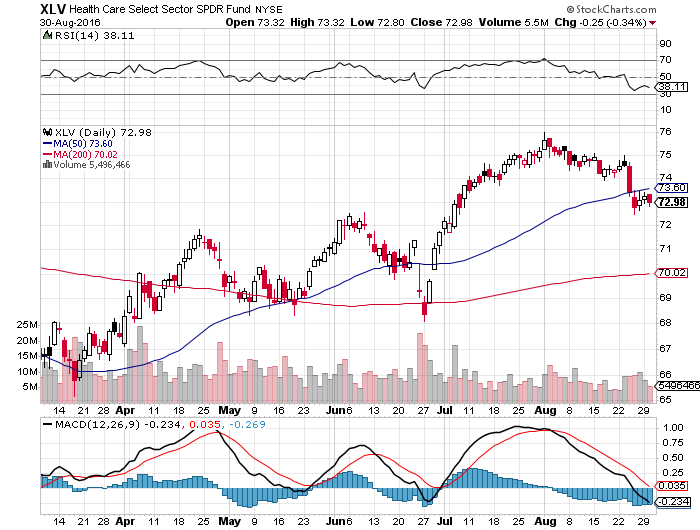 XLV Health Care Select Sector SPDR Fund NYSE © StockCharts.com
30-Aug-2016 Open 73.32 High 73.32 Low 72.80 Close 72.98 Volume 5.5M Chg -0.25 (-0.34%)
RSI(14) 38.11
90
70
50
38.11
30
10
XLV (Daily) 72.98
MA(50) 73.60
MA(200) 70.02
Volume 5,496,466
76
75
74
73.60
72.98
72
71
70.02
69
68
67
66
65
25M
20M
15M
10M
5M
5496466
14 21 28 Apr 11 18 25 May 9 16 23 Jun 6 13 20 27 Jul 11 18 25 Aug 8 15 22 29
MACD(12,26,9) -0.234, 0.035, -0.269
1.00
0.75
0.50
0.25
0.035
-0.234
14 21 28 Apr 11 18 25 May 9 16 23 Jun 6 13 20 27 Jul 11 18 25 Aug 8 15 22 29